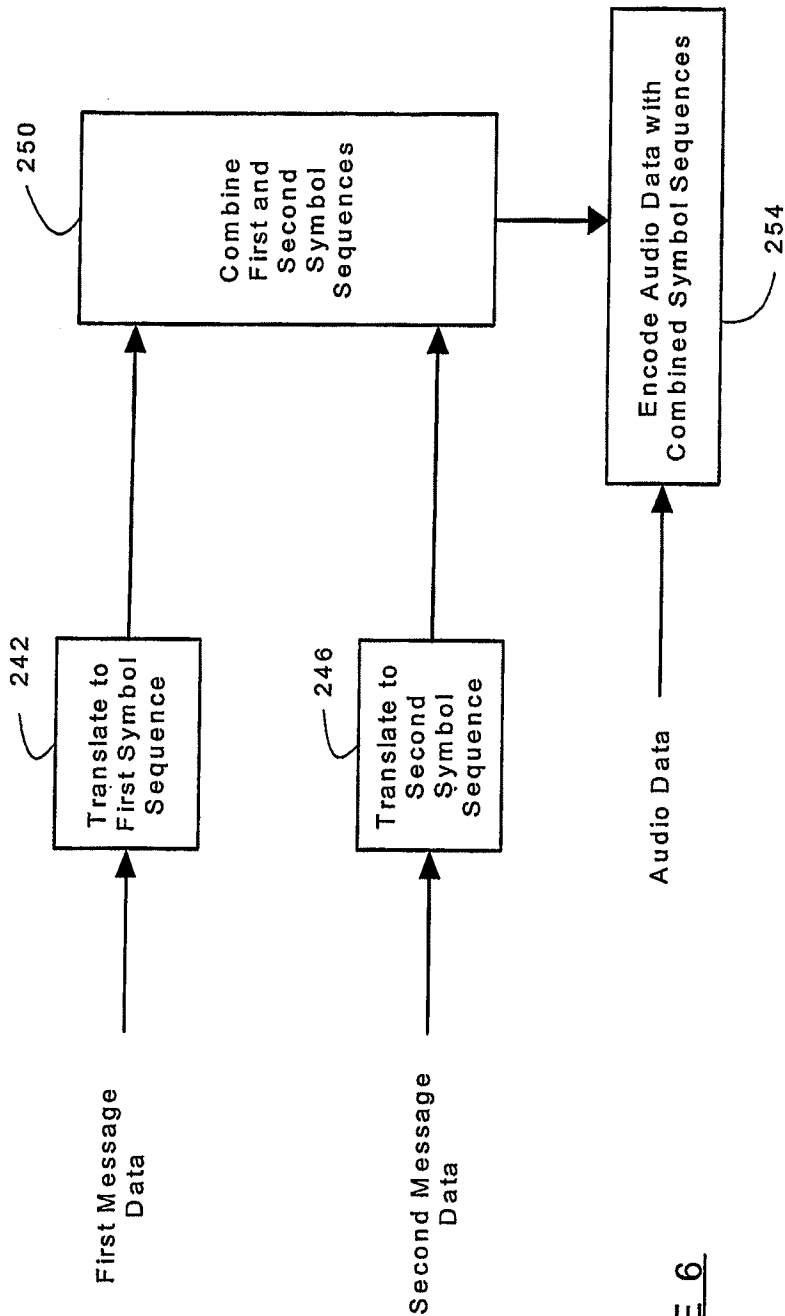 First Message
Data
242
Translate to
First Symbol
Sequence
250
Combine
First and
Second
Symbol
Sequences
Second Message
Data
246
Translate to
Second
Symbol
Sequence
Audio Data
Encode Audio Data with
Combined Symbol Sequences
254
E 6